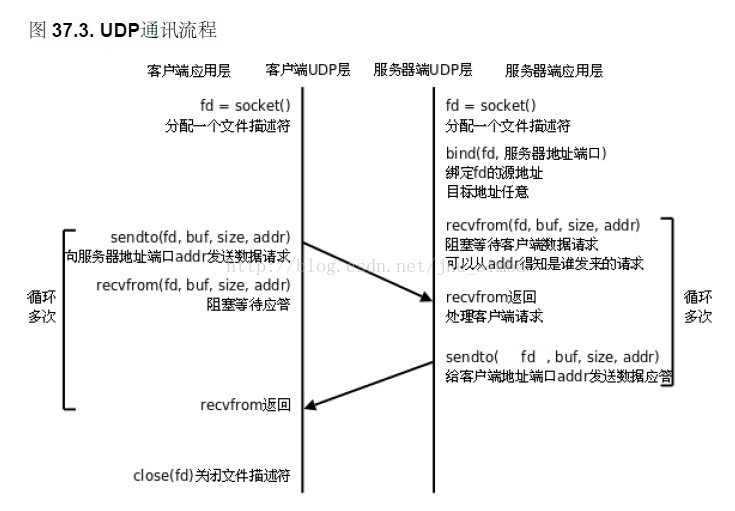 图 37.3. UDP通讯流程
客户端应用层 客户端UDP层 服务器端UDP层 服务器端应用层
fd = socket()
分配一个文件描述符
fd = socket()
分配一个文件描述符
bind(fd, 服务器地址端口)
绑定fd的源地址
目标地址任意
sendto(fd, buf, size, addr)
向服务器地址端口addr发送数据请求
recvfrom(fd, buf, size, addr)
阻塞等待应答
循环
多次
recvfrom(fd, buf, size, addr)
阻塞等待客户端数据请求
可以从addr得知是谁发来的请求
recvfrom返回
处理客户端请求
循环
多次
sendto( fd , buf, size, addr)
给客户端地址端口addr发送数据应答
recvfrom返回
close(fd)关闭文件描述符